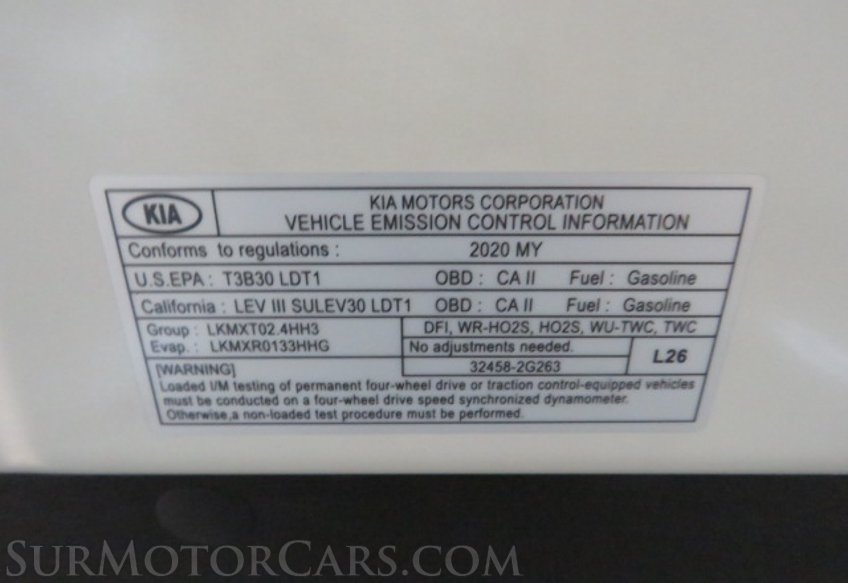 KIA
KIA MOTORS CORPORATION
VEHICLE EMISSION CONTROL INFORMATION
Conforms to regulations : 2020 MY
U.S.EPA : T3B30 LDT1 OBD : CA II Fuel : Gasoline
California : LEV III SULEV30 LDT1 OBD : CA II Fuel : Gasoline
Group : LKMXT02.4HH3
Evap. : LKMXR0133HHG
DFI, WR-HO2S, HO2S, WU-TWC, TWC
No adjustments needed.
32458-2G263
L26
[WARNING]
Loaded I/M testing of permanent four-wheel drive or traction control-equipped vehicles
must be conducted on a four-wheel drive speed synchronized dynamometer.
Otherwise,a non-loaded test procedure must be performed.
SURMOTORCARS.COM